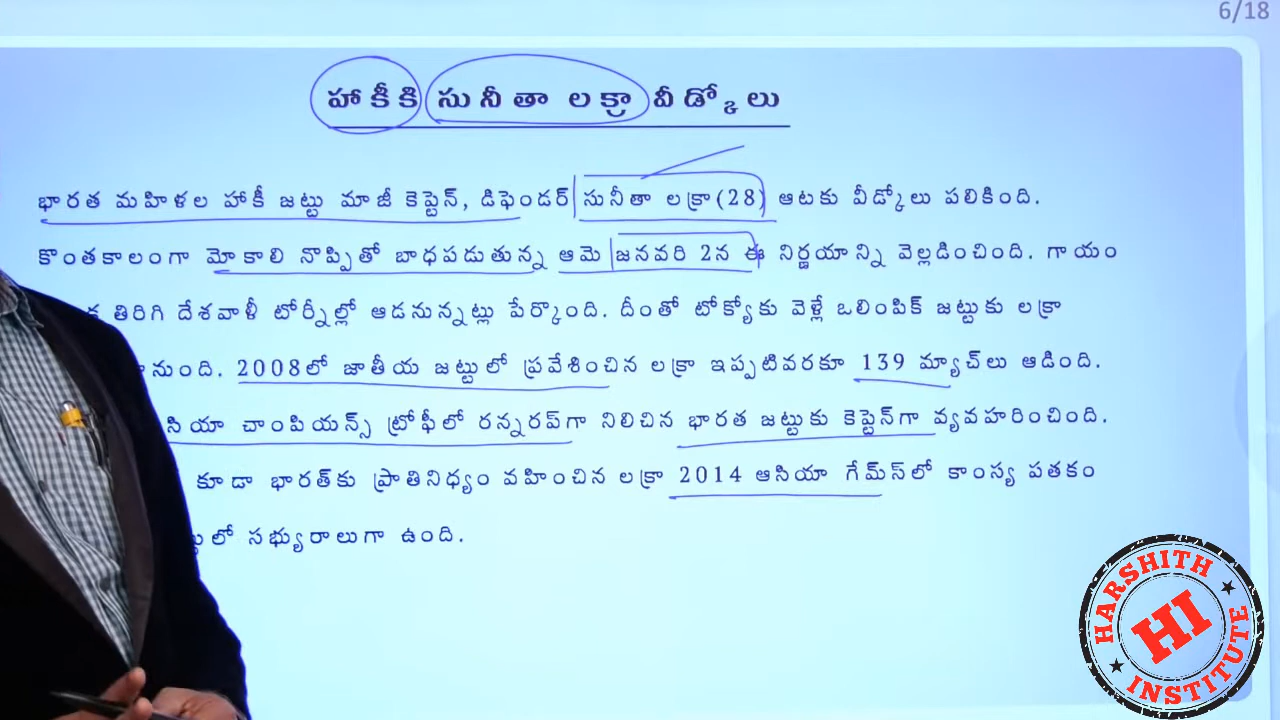 6/18
హాకీకి సునీతా లక్రా వీడ్కోలు
భారత మహిళల హాకీ జట్టు మాజీ కెప్టెన్, డిఫెండర్ సునీతా లక్రా(28) ఆటకు వీడ్కోలు పలికింది.
కొంతకాలంగా మోకాలి నొప్పితో బాధపడుతున్న ఆమె జనవరి 2న ఈ నిర్ణయాన్ని వెల్లడించింది. గాయం
తిరిగి దేశవాళీ టోర్నీల్లో ఆడనున్నట్లు పేర్కొంది. దీంతో టోక్యోకు వెళ్లే ఒలింపిక్ జట్టుకు లక్రా
2008లో జాతీయ జట్టులో ప్రవేశించిన లక్రా ఇప్పటివరకూ 139 మ్యాచ్‌లు ఆడింది.
చాంపియన్స్ ట్రోఫీలో రన్నరప్‌గా నిలిచిన భారత జట్టుకు కెప్టెన్‌గా వ్యవహరించింది.
కూడా భారత్‌కు ప్రాతినిధ్యం వహించిన లక్రా 2014 ఆసియా గేమ్స్‌లో కాంస్య పతకం
సభ్యురాలుగా ఉంది.
HARSHITH
HI
INSTITUTE